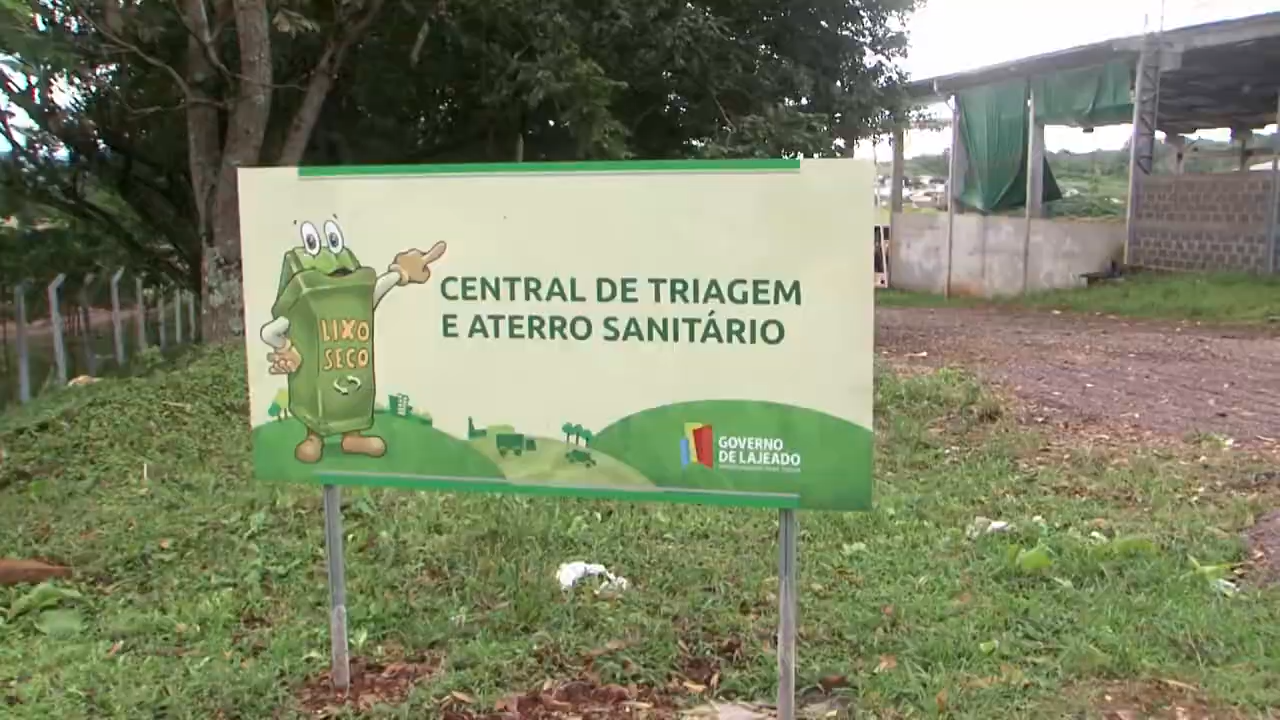 CENTRAL DE TRIAGEM
E ATERRO SANITÁRIO
LIXO
SECO
GOVERNO
DE LAJEADO